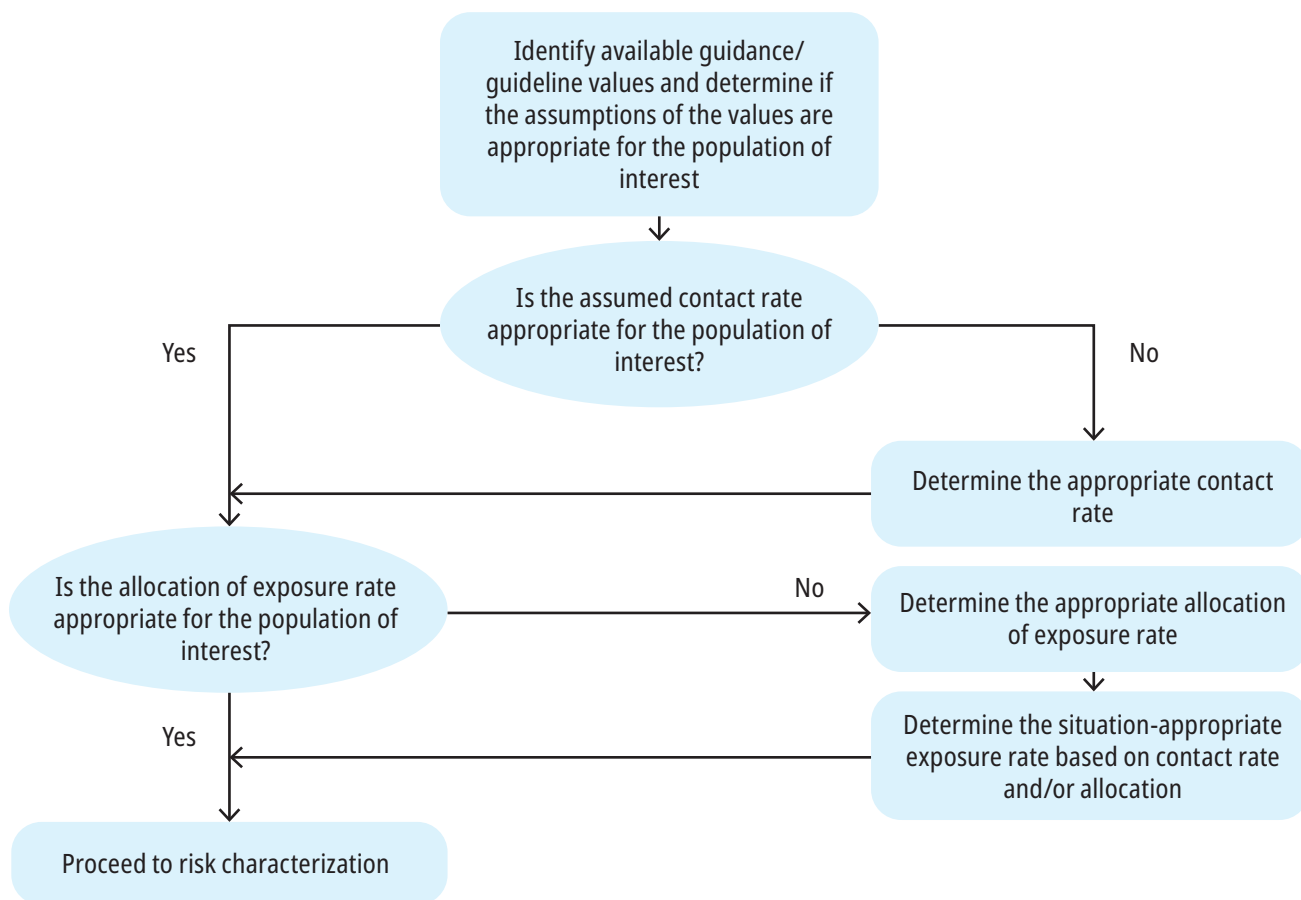 Identify available guidance/
guideline values and determine if
the assumptions of the values are
appropriate for the population of
interest
Is the assumed contact rate
appropriate for the population of
interest?
Yes
No
Determine the appropriate contact
rate
Is the allocation of exposure rate
appropriate for the population of
interest?
No
Determine the appropriate allocation
of exposure rate
Yes
Determine the situation-appropriate
exposure rate based on contact rate
and/or allocation
Proceed to risk characterization